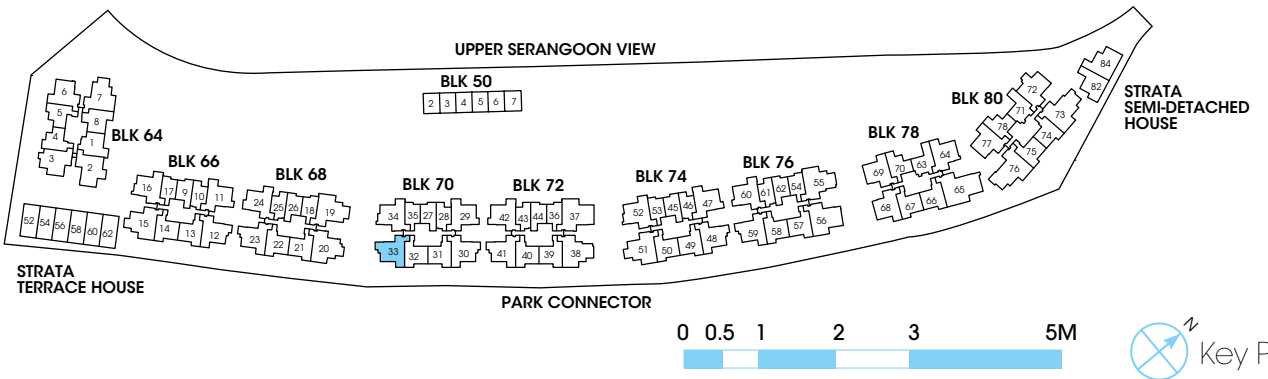 UPPER SERANGOON VIEW
BLK 50
2 3 4 5 6 7
BLK 64
6 7
5 8
4 1
3 2
BLK 66
16 17 9 10 11
15 14 13 12
BLK 68
24 25 26 18 19
23 22 21 20
BLK 70
34 35 27 28 29
33 32 31 30
BLK 72
42 43 44 36 37
41 40 39 38
BLK 74
52 53 45 46 47
51 50 49 48
BLK 76
60 61 62 54 55
59 58 57 56
BLK 78
69 70 63 64
68 67 66 65
BLK 80
72
71 73
78 74
77 75
76
84
82
STRATA
SEMI-DETACHED
HOUSE
52 54 56 58 60 62
STRATA
TERRACE HOUSE
PARK CONNECTOR
0 0.5 1 2 3 5M
N
Key P